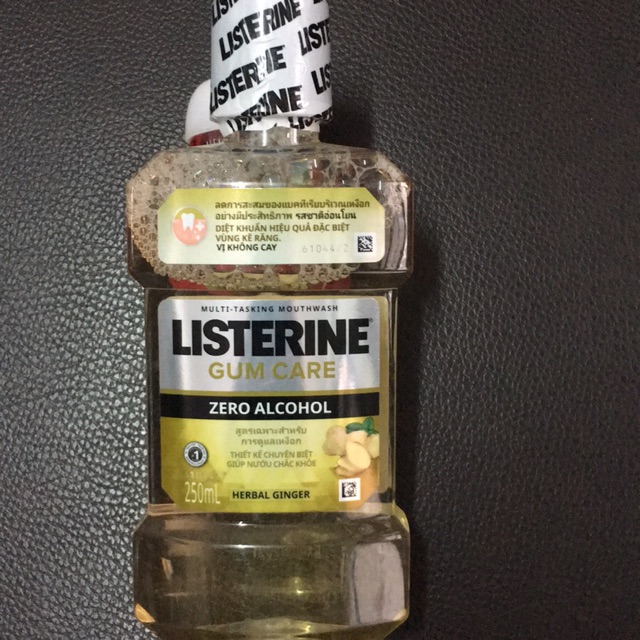 LISTERINE LISTERINE
LISTERINE
LISTERINE
ลดการสะสมของแบคทีเรียบริเวณเหงือก
อย่างมีประสิทธิภาพ รสชาติอ่อนโยน
DIỆT KHUẨN HIỆU QUẢ ĐẶC BIỆT
VÙNG KẼ RĂNG.
VỊ KHÔNG CAY
MULTI-TASKING MOUTHWASH
LISTERINE®
GUM CARE
ZERO ALCOHOL
สูตรเฉพาะสำหรับ
การดูแลเหงือก
THIẾT KẾ CHUYÊN BIỆT
GIÚP NƯỚU CHẮC KHỎE
#1
250mL
HERBAL GINGER